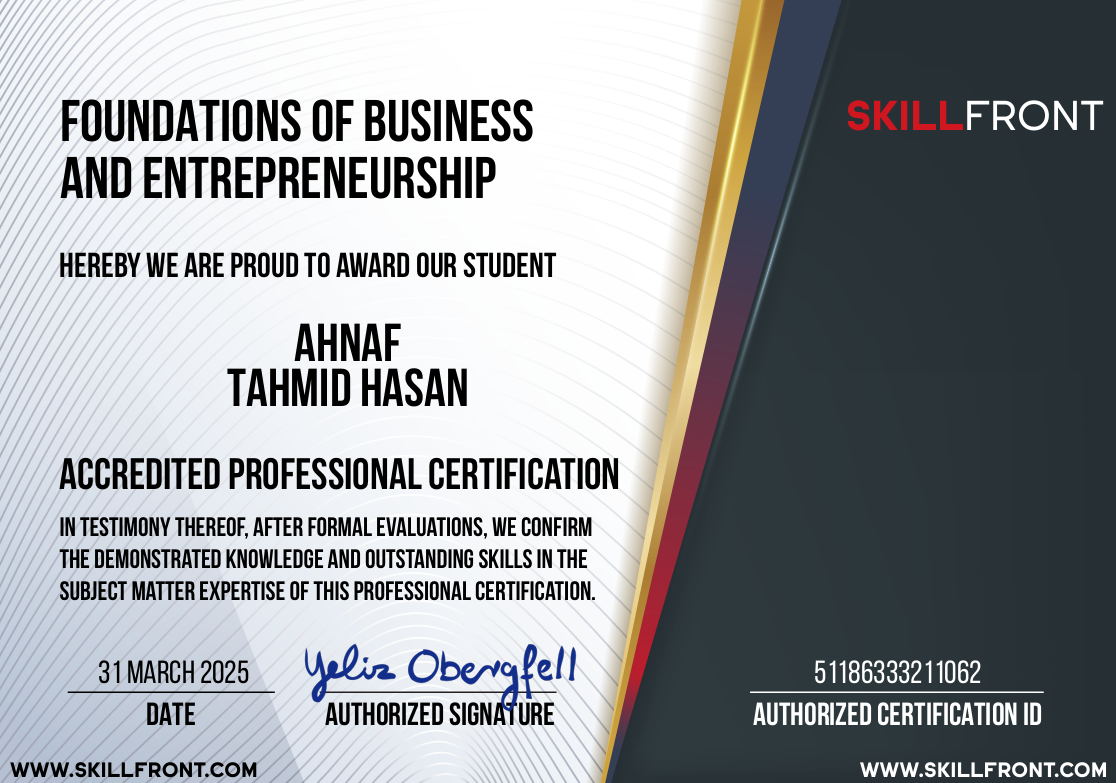 FOUNDATIONS OF BUSINESS
AND ENTREPRENEURSHIP
SKILLFRONT
HEREBY WE ARE PROUD TO AWARD OUR STUDENT
AHNAF
TAHMID HASAN
ACCREDITED PROFESSIONAL CERTIFICATION
IN TESTIMONY THEREOF, AFTER FORMAL EVALUATIONS, WE CONFIRM
THE DEMONSTRATED KNOWLEDGE AND OUTSTANDING SKILLS IN THE
SUBJECT MATTER EXPERTISE OF THIS PROFESSIONAL CERTIFICATION.
31 MARCH 2025
DATE
Yeliz Obergfell
AUTHORIZED SIGNATURE
51186333211062
AUTHORIZED CERTIFICATION ID
WWW.SKILLFRONT.COM
WWW.SKILLFRONT.COM